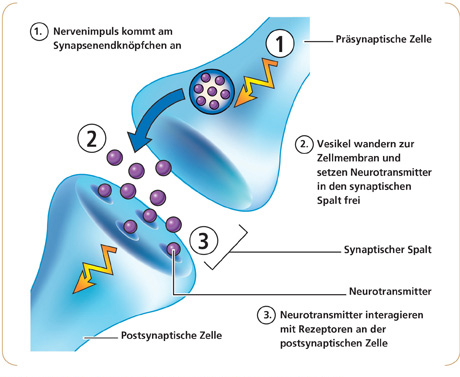 1. Nervenimpuls kommt am
Synapsenendknöpfchen an
1
Präsynaptische Zelle
2
2. Vesikel wandern zur
Zellmembran und
setzen Neurotransmitter
in den synaptischen
Spalt frei
3
Synaptischer Spalt
Neurotransmitter
3. Neurotransmitter interagieren
mit Rezeptoren an der
postsynaptischen Zelle
Postsynaptische Zelle